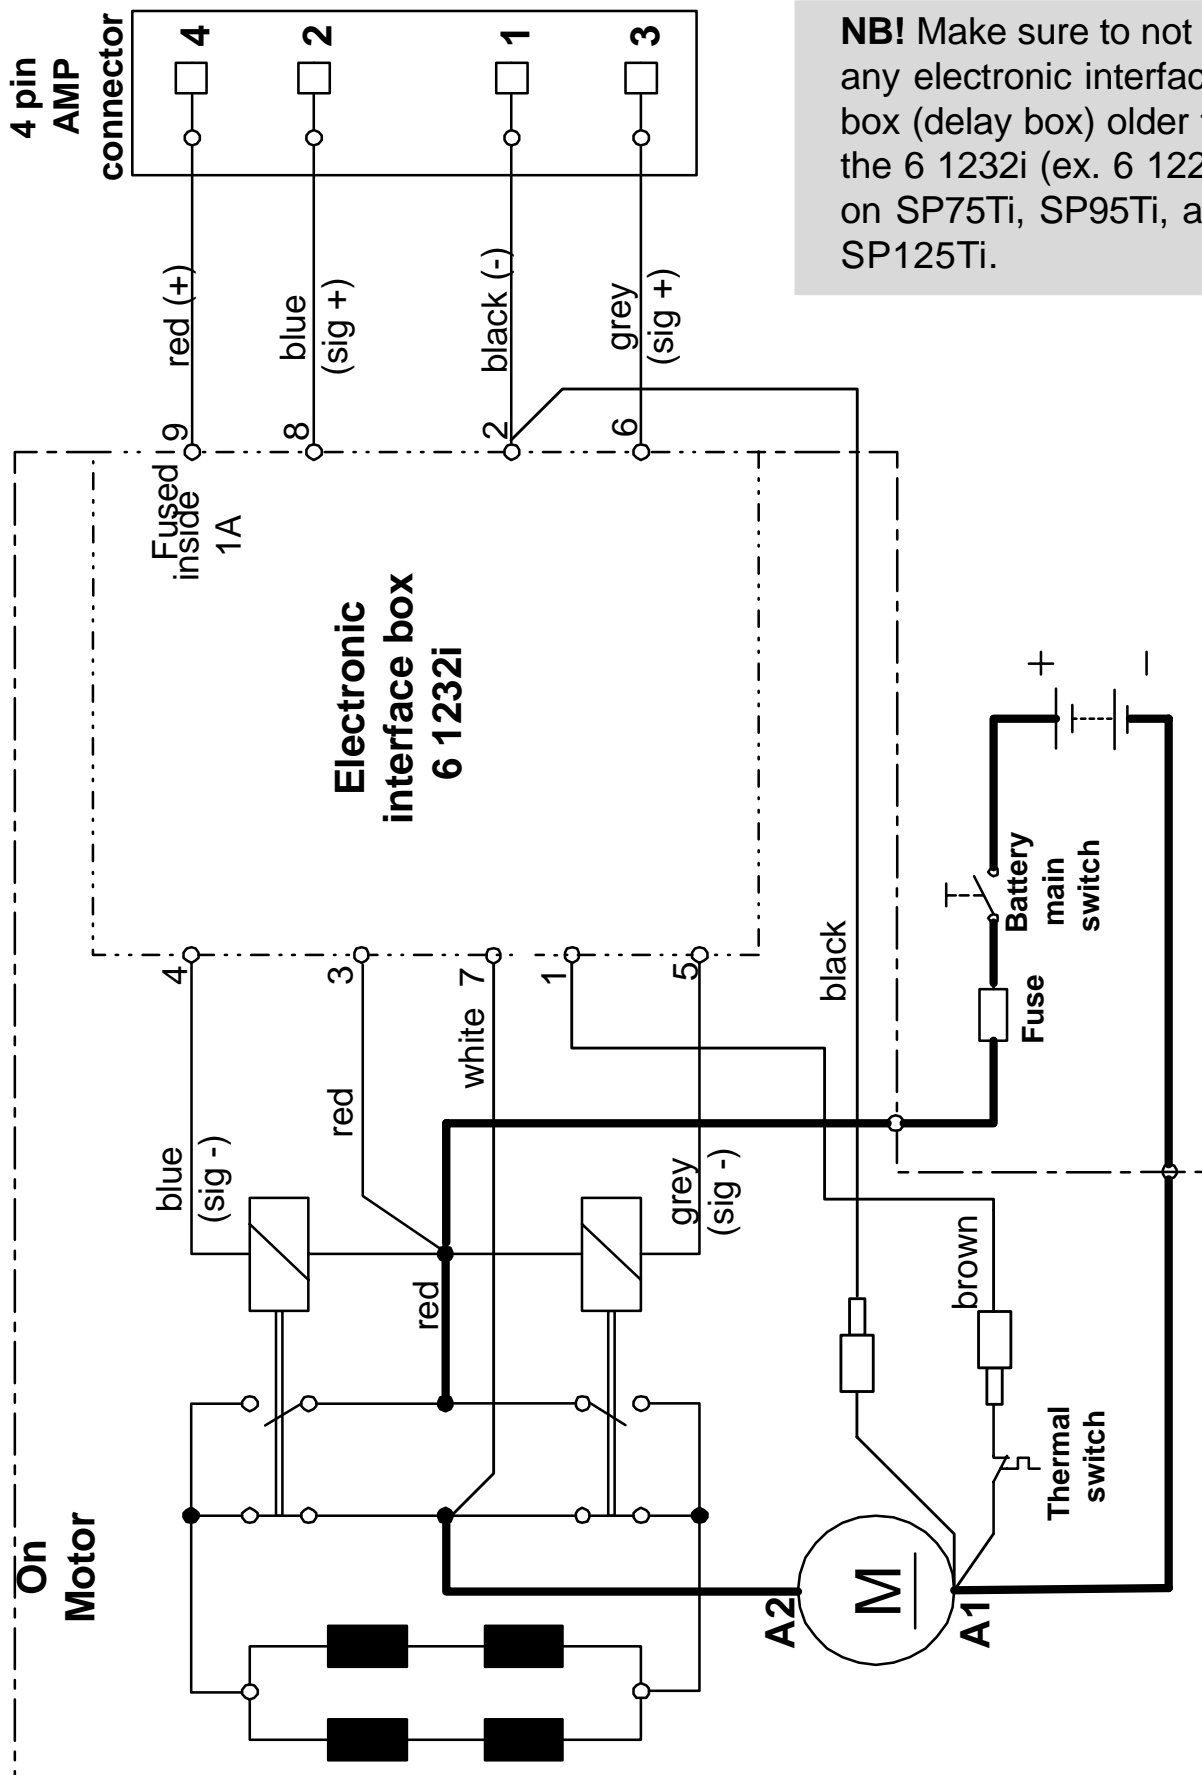 4 pin
AMP
connector
4
2
1
3
NB! Make sure to not
any electronic
box (delay box) older
the 6 1232i (ex. 6
on SP75Ti, SP95Ti,
SP125Ti.
red (+)
blue
(sig +)
black (-)
grey
(sig +)
9
8
2
6
Fused
inside
1A
Electronic
interface box
6 1232i
4
3
7
1
5
blue
(sig -)
red
white
grey
(sig -)
black
red
brown
+
–
Battery
main
switch
Fuse
Thermal
switch
On
Motor
A2
M
A1